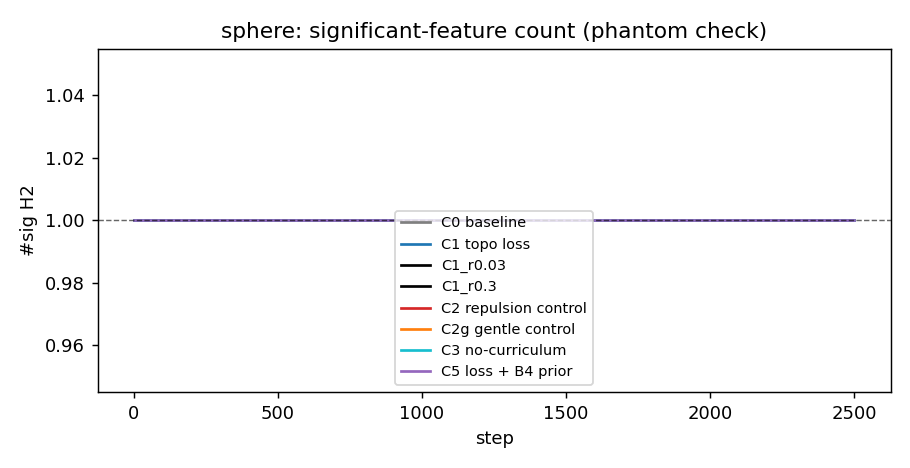 sphere: significant-feature count (phantom check)
1.04
1.02
1.00
0.98
0.96
#sig H2
C0 baseline
C1 topo loss
C1_r0.03
C1_r0.3
C2 repulsion control
C2g gentle control
C3 no-curriculum
C5 loss + B4 prior
0 500 1000 1500 2000 2500
step